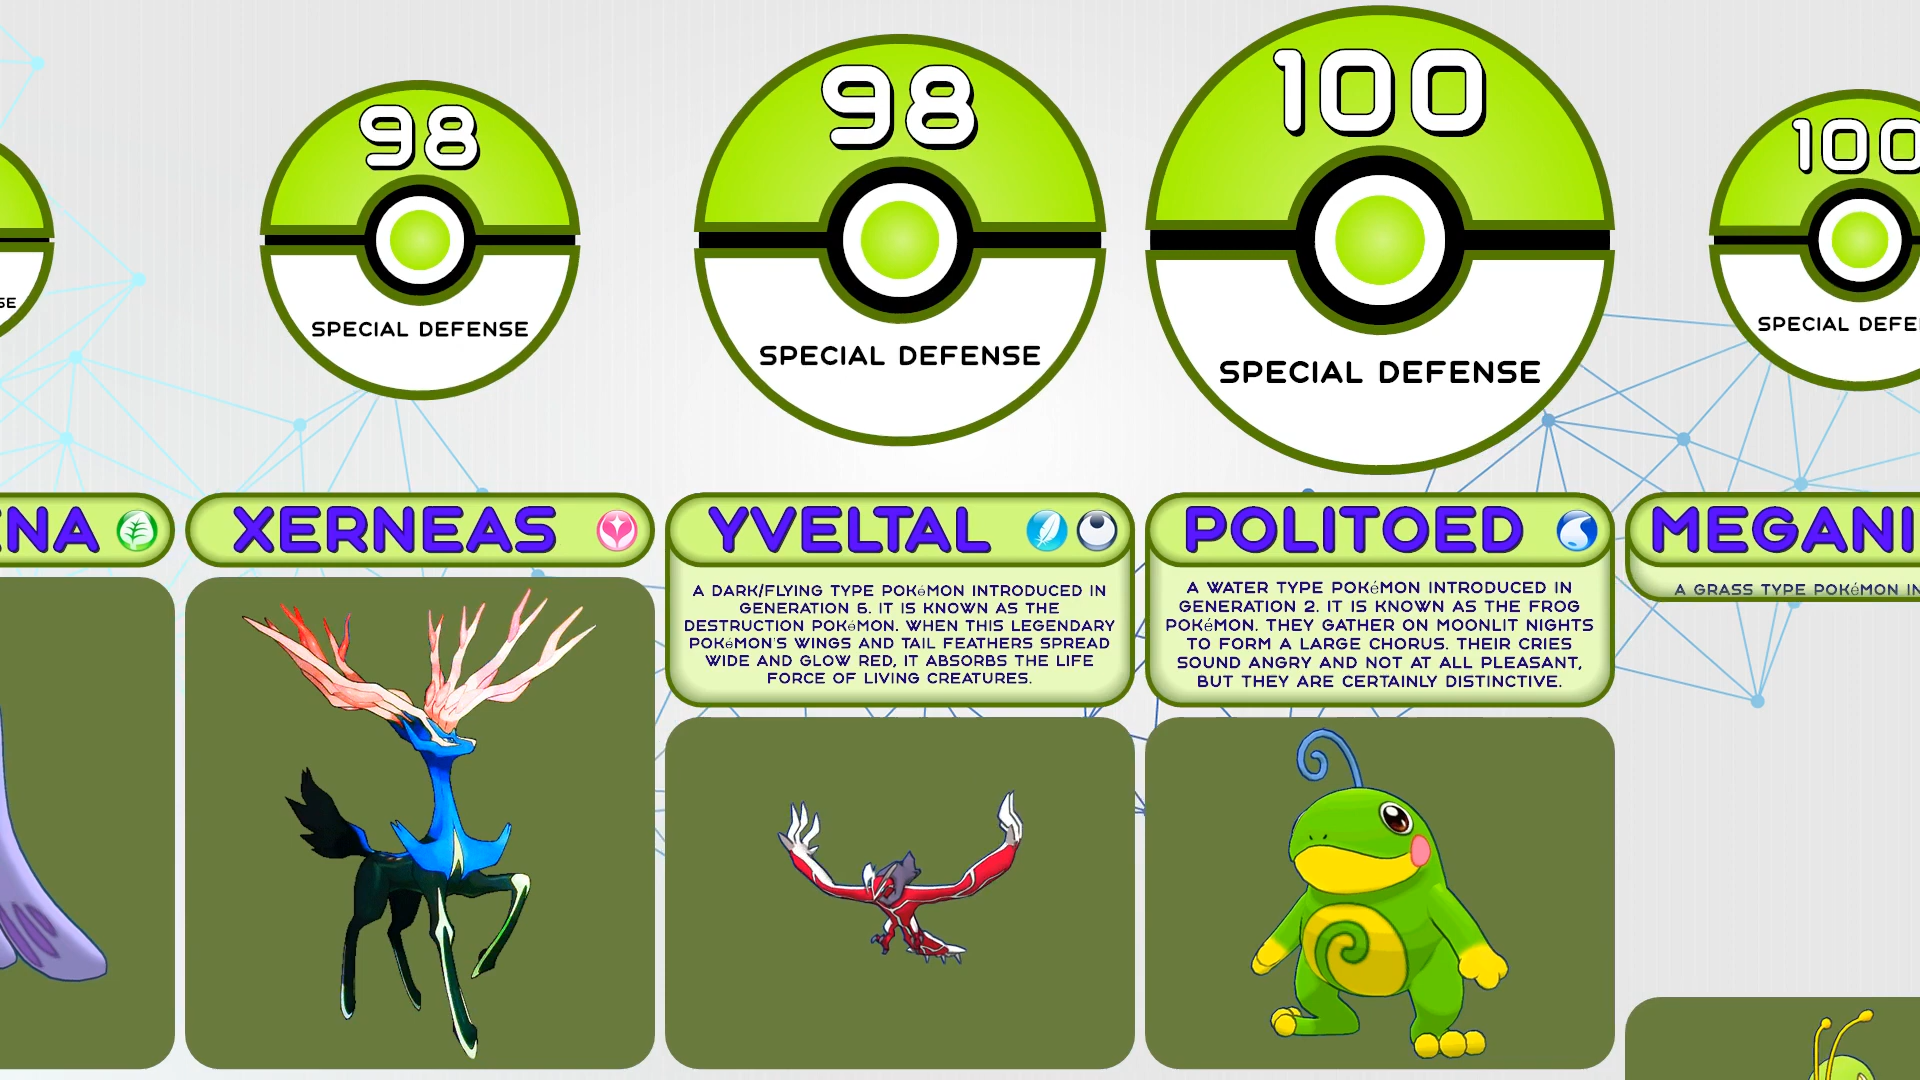 98
SPECIAL DEFENSE
98
SPECIAL DEFENSE
100
SPECIAL DEFENSE
100
SPECIAL
XERNEAS
YVELTAL
A DARK/FLYING TYPE POKéMON INTRODUCED IN
GENERATION 6. IT IS KNOWN AS THE
DESTRUCTION POKéMON. WHEN THIS LEGENDARY
POKéMON'S WINGS AND TAIL FEATHERS SPREAD
WIDE AND GLOW RED, IT ABSORBS THE LIFE
FORCE OF LIVING CREATURES.
POLITOED
A WATER TYPE POKéMON INTRODUCED IN
GENERATION 2. IT IS KNOWN AS THE FROG
POKéMON. THEY GATHER ON MOONLIT NIGHTS
TO FORM A LARGE CHORUS. THEIR CRIES
SOUND ANGRY AND NOT AT ALL PLEASANT,
BUT THEY ARE CERTAINLY DISTINCTIVE.
MEGANI
A GRASS TYPE POKéMON IN